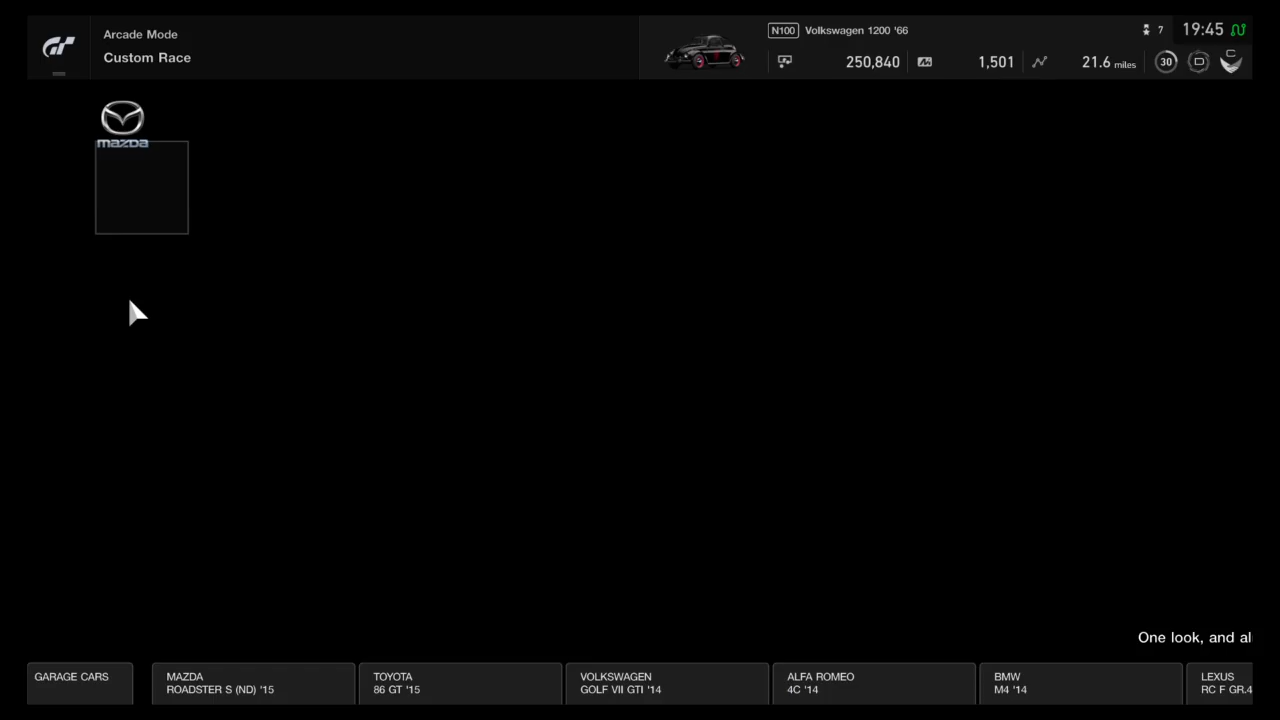 Arcade Mode
Custom Race
N100 Volkswagen 1200 '66
7
19:45
250,840
1,501
21.6 miles
30
D
C
mazda
One look, and al
GARAGE CARS
MAZDA
ROADSTER S (ND) '15
TOYOTA
86 GT '15
VOLKSWAGEN
GOLF VII GTI '14
ALFA ROMEO
4C '14
BMW
M4 '14
LEXUS
RC F GR.4